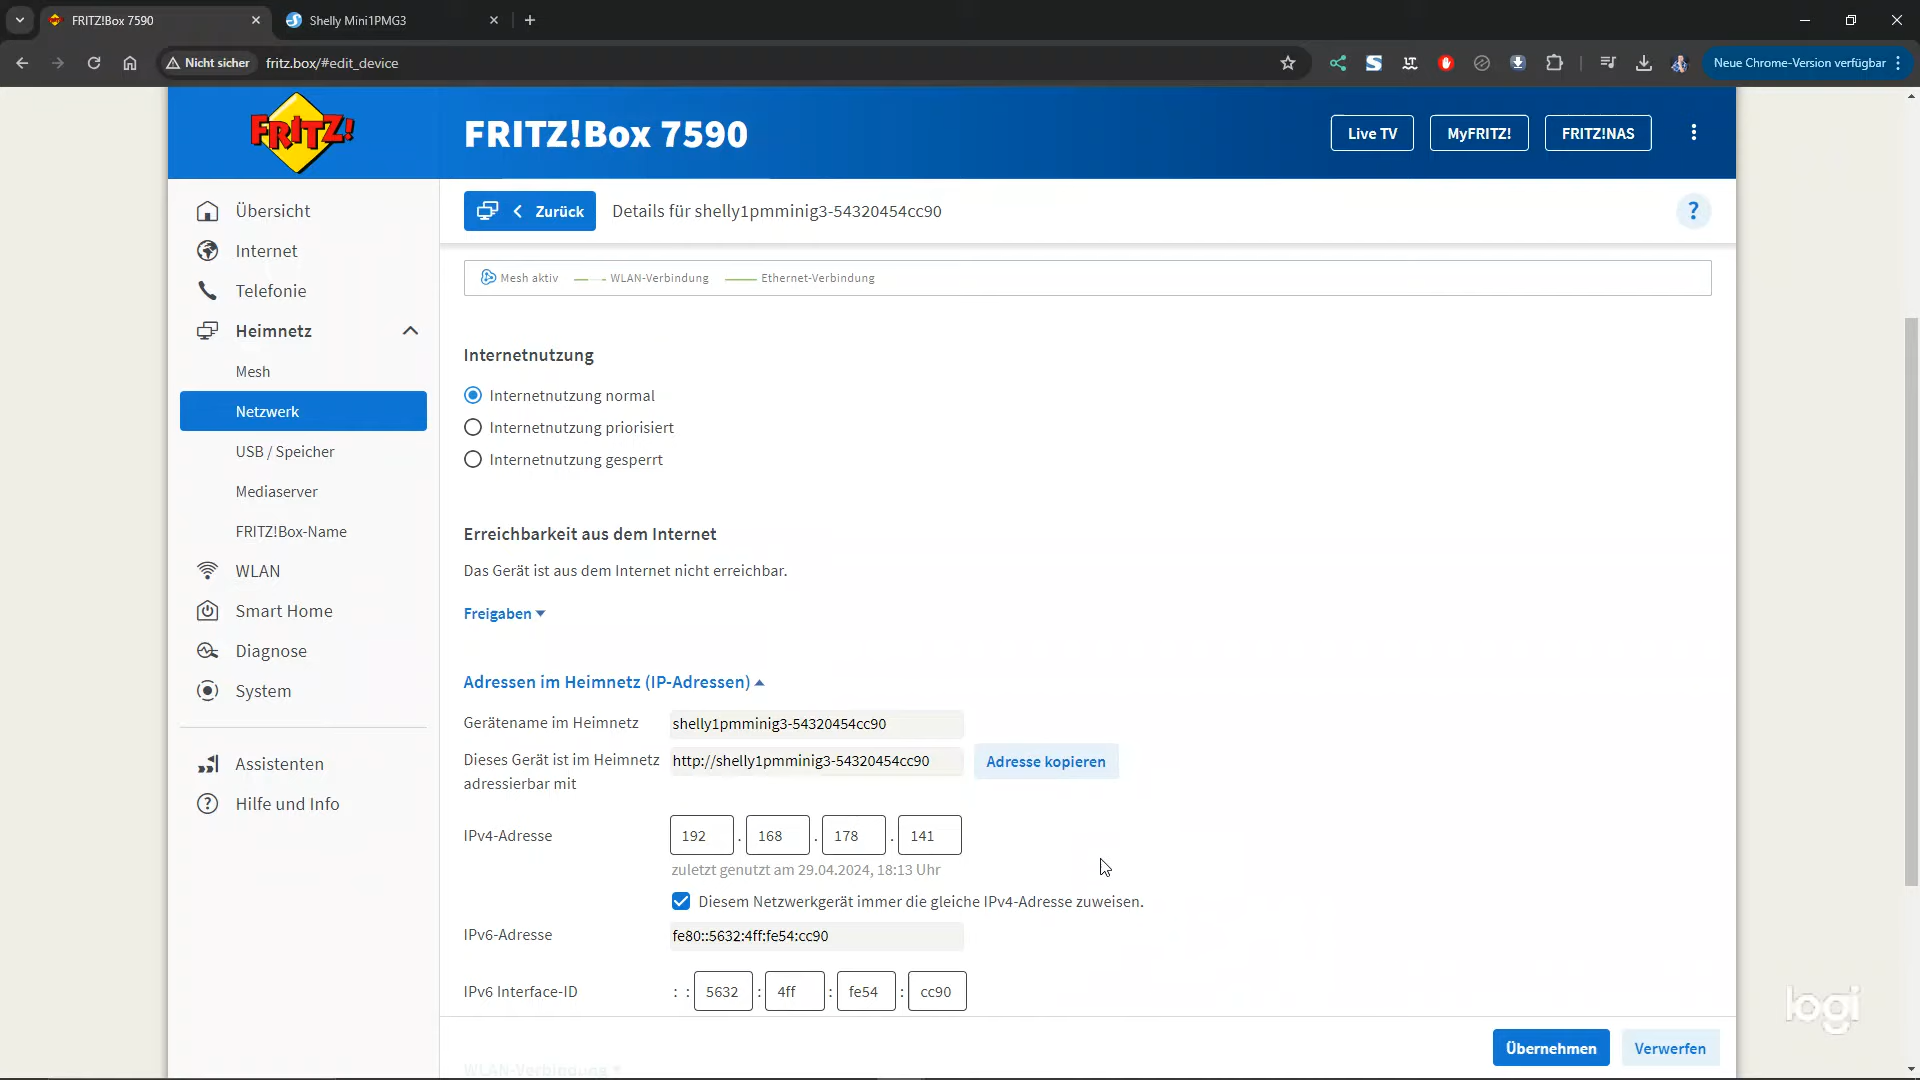 FRITZ!Box 7590
Shelly Mini1PMG3
Nicht sicher
fritz.box/#edit_device
Neue Chrome-Version verfügbar
FRITZ!
FRITZ!Box 7590
Live TV
MyFRITZ!
FRITZ!NAS
Übersicht
Internet
Telefonie
Heimnetz
Mesh
Netzwerk
USB / Speicher
Mediaserver
FRITZ!Box-Name
WLAN
Smart Home
Diagnose
System
Assistenten
Hilfe und Info
Zurück
Details für shelly1pmminig3-54320454cc90
?
Mesh aktiv
WLAN-Verbindung
Ethernet-Verbindung
Internetnutzung
Internetnutzung normal
Internetnutzung priorisiert
Internetnutzung gesperrt
Erreichbarkeit aus dem Internet
Das Gerät ist aus dem Internet nicht erreichbar.
Freigaben
Adressen im Heimnetz (IP-Adressen)
Gerätename im Heimnetz
shelly1pmminig3-54320454cc90
Dieses Gerät ist im Heimnetz
adressierbar mit
http://shelly1pmminig3-54320454cc90
Adresse kopieren
IPv4-Adresse
192 . 168 . 178 . 141
zuletzt genutzt am 29.04.2024, 18:13 Uhr
Diesem Netzwerkgerät immer die gleiche IPv4-Adresse zuweisen.
IPv6-Adresse
fe80::5632:4ff:fe54:cc90
IPv6 Interface-ID
: : 5632 : 4ff : fe54 : cc90
WLAN-Verbindung
Übernehmen
Verwerfen
logi